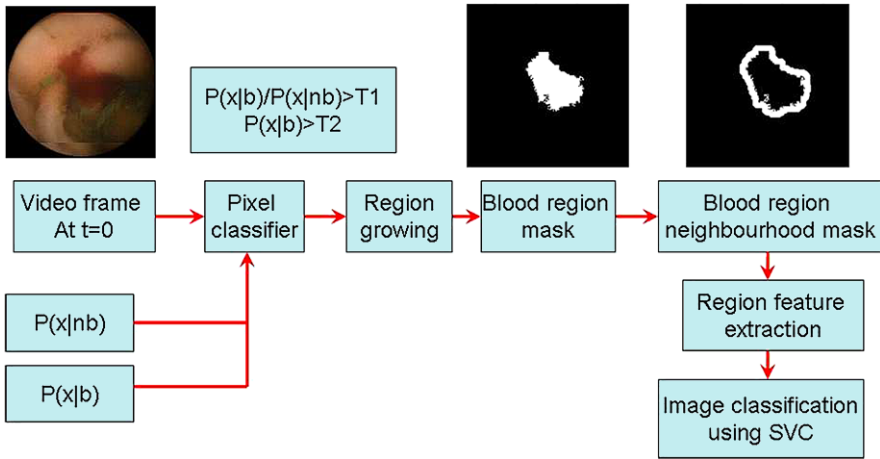 P(x|b)/P(x|nb)>T1
P(x|b)>T2
Video frame
At t=0
Pixel
classifier
Region
growing
Blood region
mask
Blood region
neighbourhood mask
P(x|nb)
P(x|b)
Region feature
extraction
Image classification
using SVC